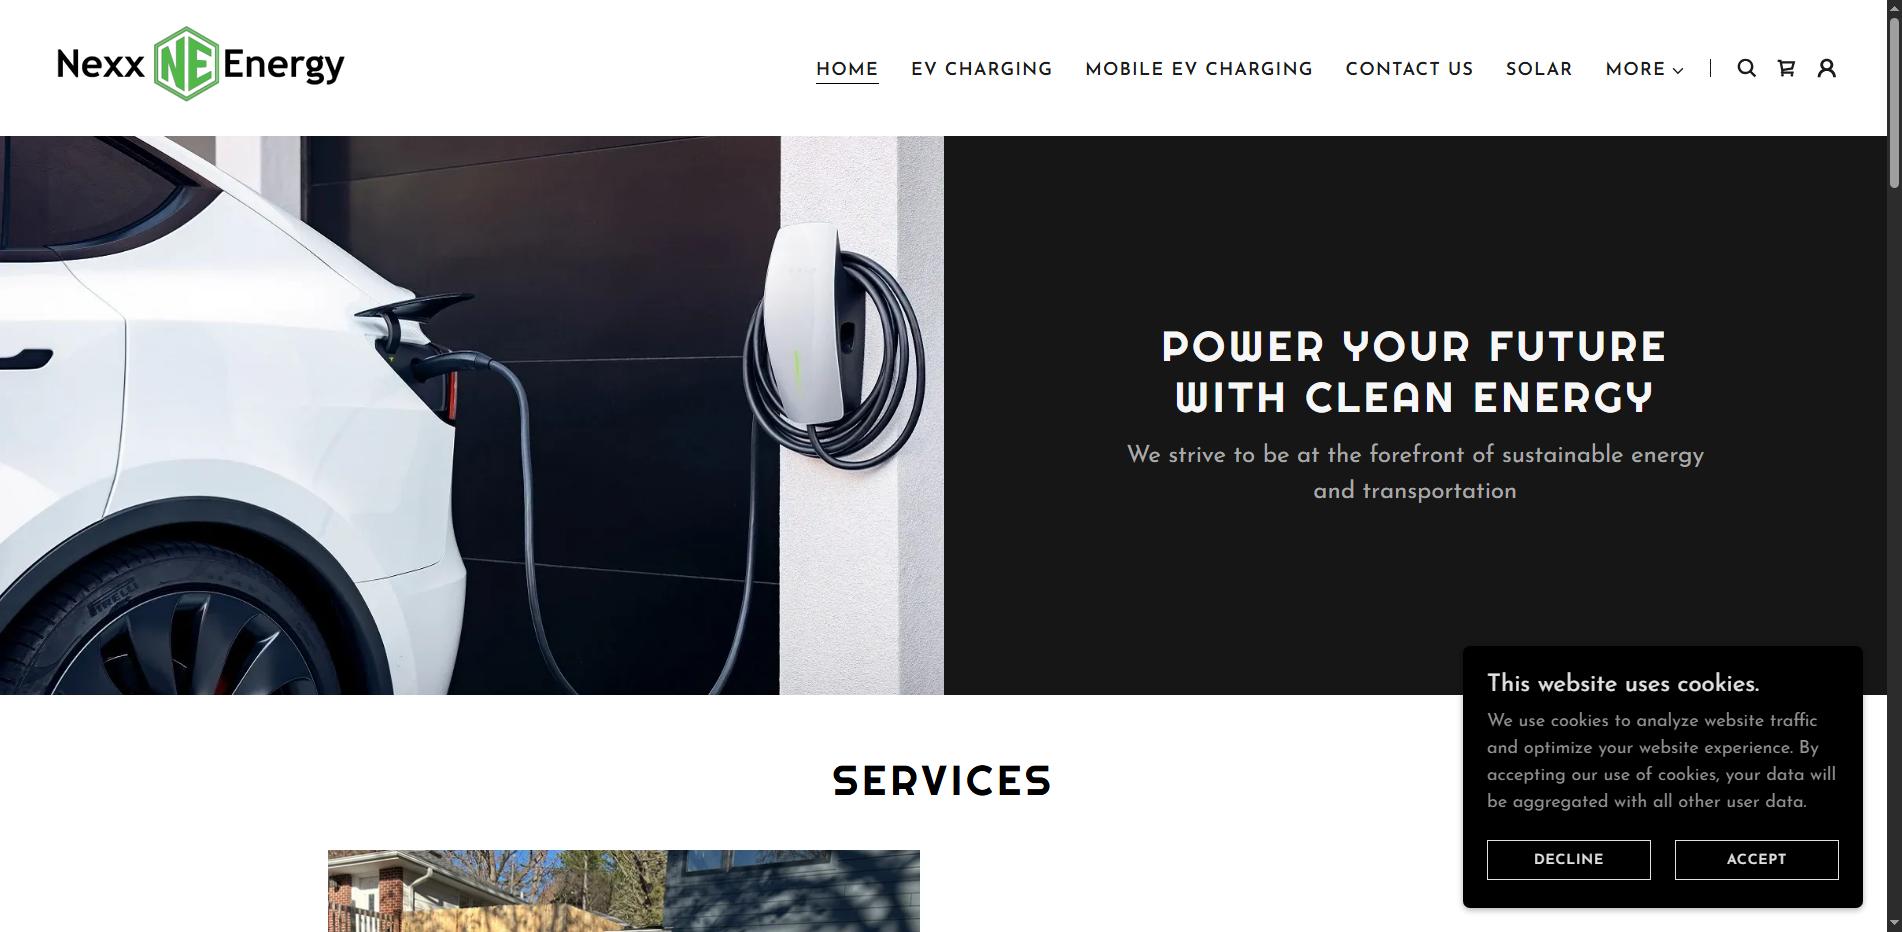 Nexx NE Energy
HOME EV CHARGING MOBILE EV CHARGING CONTACT US SOLAR MORE
PIRELLI
POWER YOUR FUTURE
WITH CLEAN ENERGY
We strive to be at the forefront of sustainable energy
and transportation
This website uses cookies.
We use cookies to analyze website traffic
and optimize your website experience. By
accepting our use of cookies, your data will
be aggregated with all other user data.
DECLINE ACCEPT
SERVICES